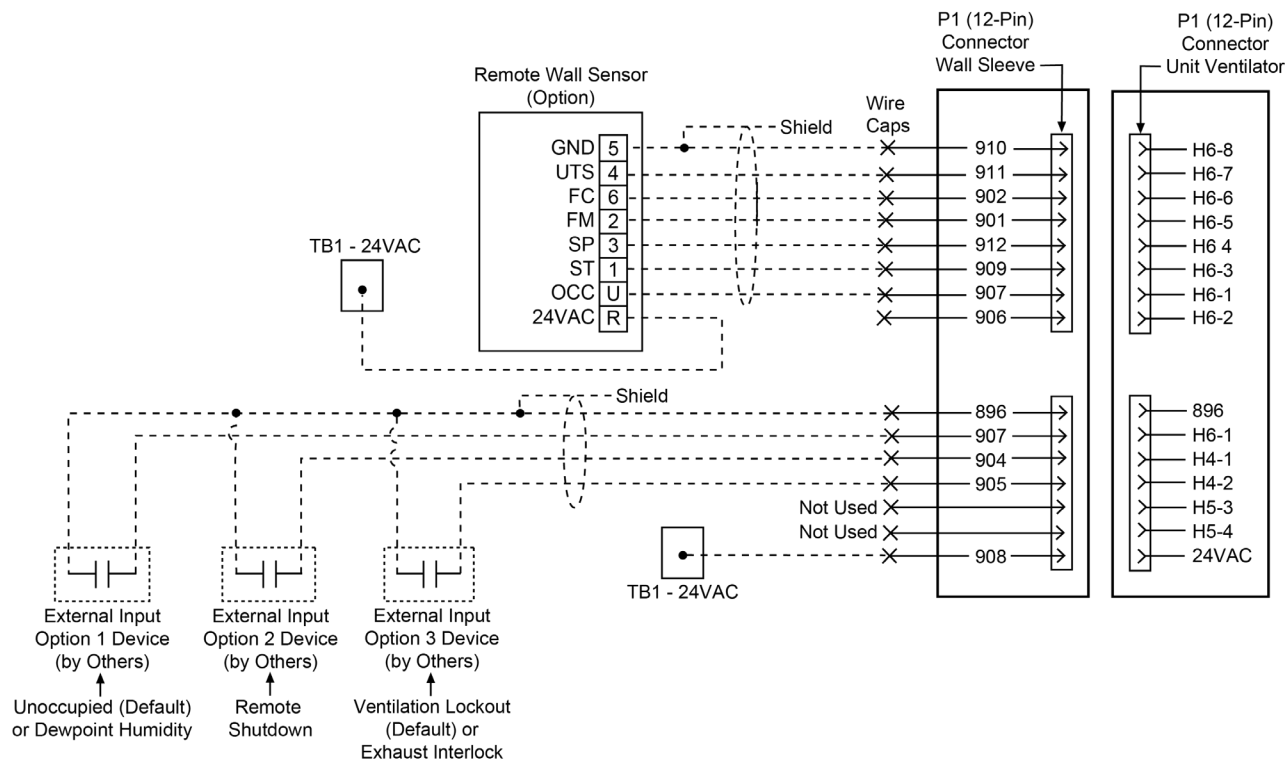 P1 (12-Pin)
Connector
Wall Sleeve
P1 (12-Pin)
Connector
Unit Ventilator
Remote Wall Sensor
(Option)
Wire
Caps
Shield
GND 5 910 H6-8
UTS 4 911 H6-7
FC 6 902 H6-6
FM 2 901 H6-5
SP 3 912 H6 4
ST 1 909 H6-3
OCC U 907 H6-1
24VAC R 906 H6-2
TB1 - 24VAC
Shield
896 896
907 H6-1
904 H4-1
905 H4-2
Not Used H5-3
Not Used H5-4
908 24VAC
TB1 - 24VAC
External Input
Option 1 Device
(by Others)
External Input
Option 2 Device
(by Others)
External Input
Option 3 Device
(by Others)
Unoccupied (Default)
or Dewpoint Humidity
Remote
Shutdown
Ventilation Lockout
(Default) or
Exhaust Interlock